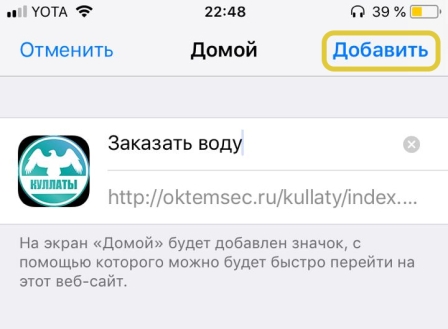 YOTA 22:48 39 %
Отменить Домой Добавить
Заказать воду
КУЛЛАТЫ
http://oktemsec.ru/kullaty/index....
На экран «Домой» будет добавлен значок, с
помощью которого можно будет быстро перейти на
этот веб-сайт.